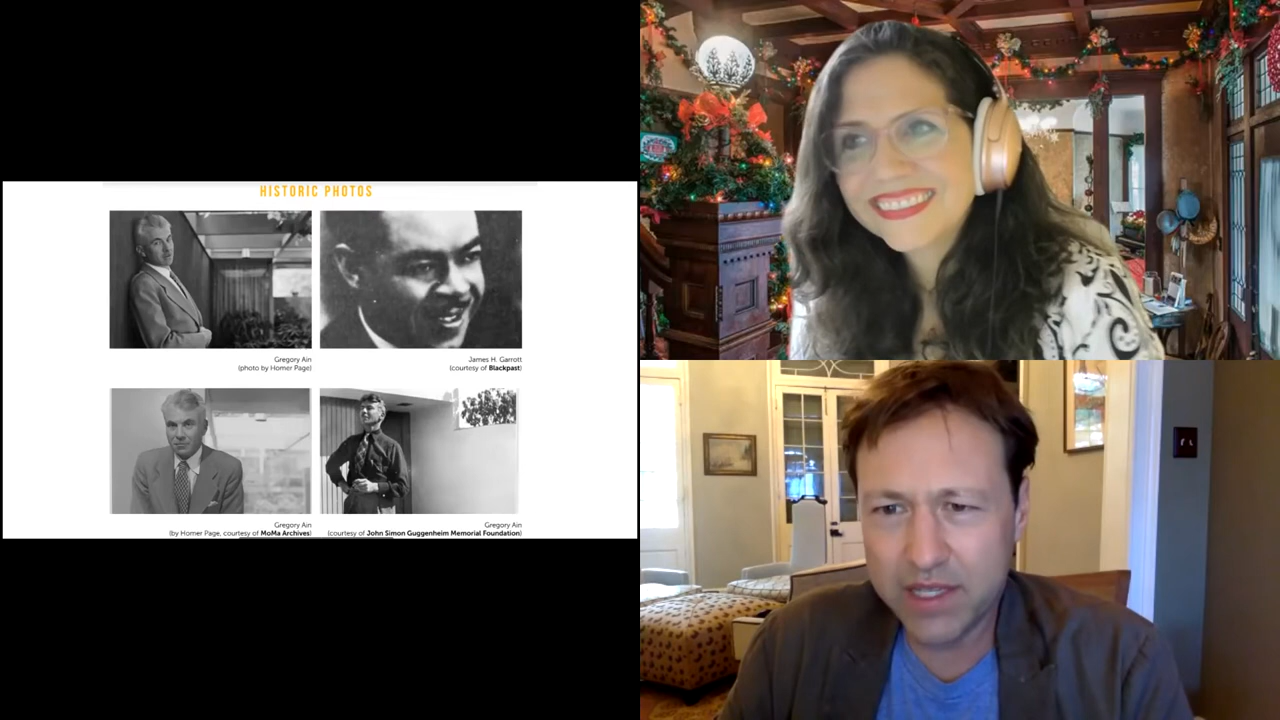 HISTORIC PHOTOS
Gregory Ain
(photo by Homer Page)
James H. Garrott
(courtesy of Blackpast)
Gregory Ain
(by Homer Page, courtesy of MoMa Archives)
Gregory Ain
(courtesy of John Simon Guggenheim Memorial Foundation)